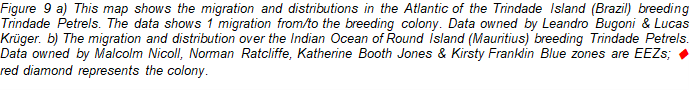 Figure 9 a) This map shows the migration and distributions in the Atlantic of the Trindade Island (Brazil) breeding
Trindade Petrels. The data shows 1 migration from/to the breeding colony. Data owned by Leandro Bugoni & Lucas
Krüger. b) The migration and distribution over the Indian Ocean of Round Island (Mauritius) breeding Trindade Petrels.
Data owned by Malcolm Nicoll, Norman Ratcliffe, Katherine Booth Jones & Kirsty Franklin Blue zones are EEZs; ♦
red diamond represents the colony.